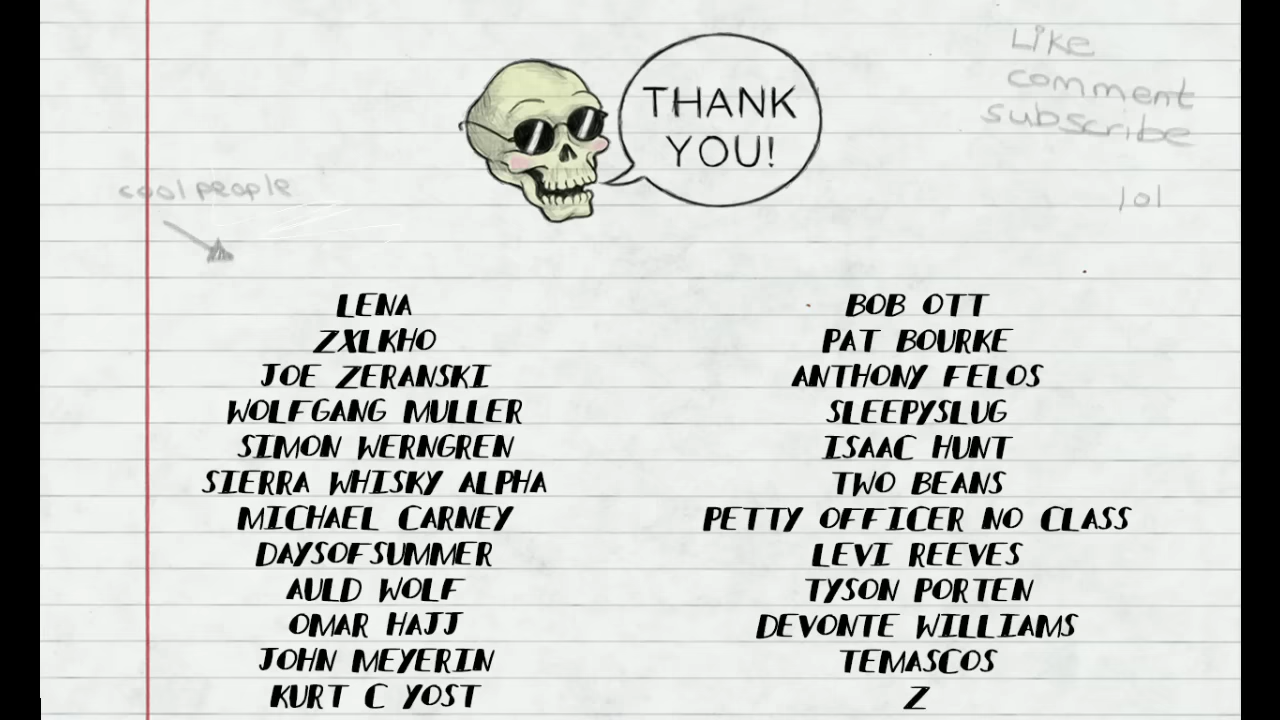 THANK
YOU!
Like
comment
subscribe
lol
cool people
LENA
ZXLKHO
JOE ZERANSKI
WOLFGANG MULLER
SIMON WERNGREN
SIERRA WHISKY ALPHA
MICHAEL CARNEY
DAYSOFSUMMER
AULD WOLF
OMAR HAJJ
JOHN MEYERIN
KURT C YOST
BOB OTT
PAT BOURKE
ANTHONY FELOS
SLEEPYSLUG
ISAAC HUNT
TWO BEANS
PETTY OFFICER NO CLASS
LEVI REEVES
TYSON PORTEN
DEVONTE WILLIAMS
TEMASCOS
Z